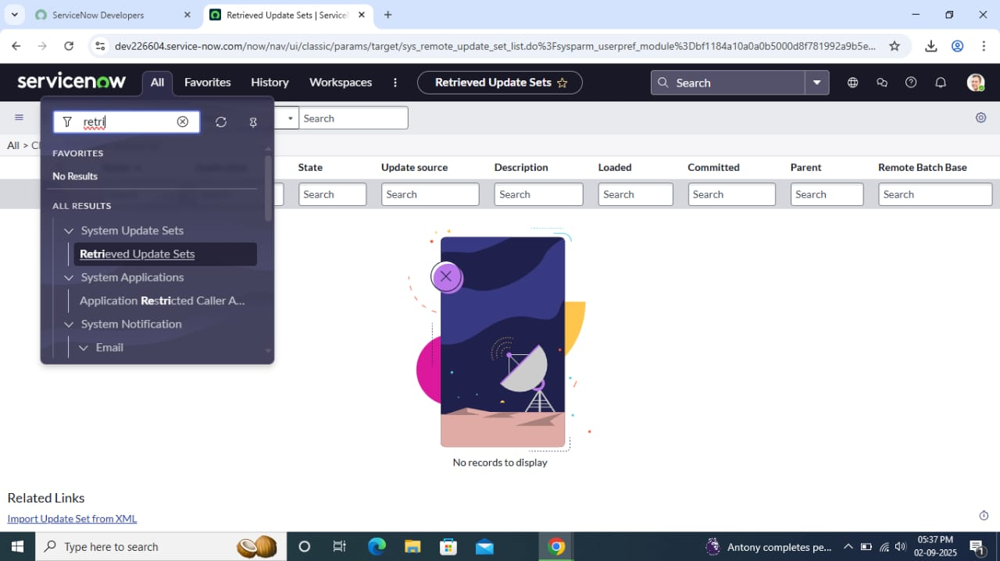 ServiceNow Developers
Retrieved Update Sets | Service
dev226604.service-now.com/now/nav/ui/classic/params/target/sys_remote_update_set_list.do%3Fsysparm_userpref_module%3Dbf1184a10a0a0b5000d8f781992a9b5e...
servicenow All Favorites History Workspaces Retrieved Update Sets Search
retri
Search
All >
FAVORITES
No Results
State Update source Description Loaded Committed Parent Remote Batch Base
Search Search Search Search Search Search Search
ALL RESULTS
System Update Sets
Retrieved Update Sets
System Applications
Application Restricted Caller A...
System Notification
Email
No records to display
Related Links
Import Update Set from XML
Type here to search
Antony completes pe...
05:37 PM
02-09-2025
1